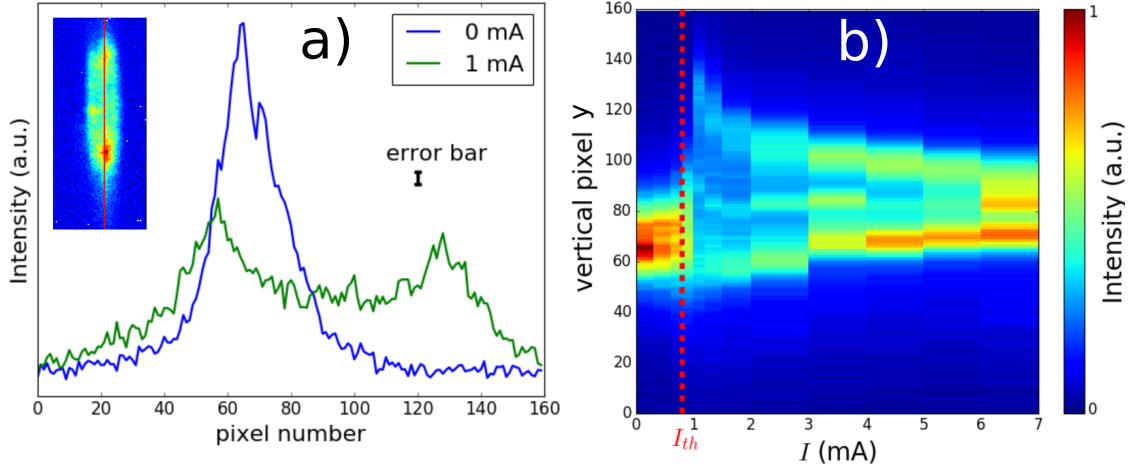 a)
0 mA
1 mA
error bar
Intensity (a.u.)
0 20 40 60 80 100 120 140 160
pixel number
b)
160
140
120
100
80
60
40
20
0
vertical pixel y
0 1 2 3 4 5 6 7
I_th
I (mA)
1
0
Intensity (a.u.)